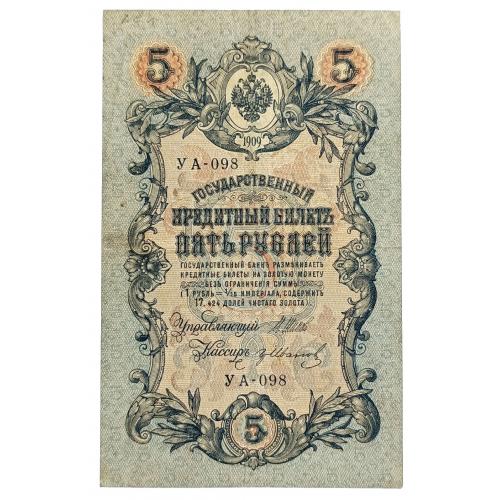 5 5
1909
УА-098
ГОСУДАРСТВЕННЫЙ
КРЕДИТНЫЙ БИЛЕТЪ
ПЯТЬ РУБЛЕЙ
ГОСУДАРСТВЕННЫЙ БАНКЪ РАЗМѢНИВАЕТЪ
КРЕДИТНЫЕ БИЛЕТЫ НА ЗОЛОТУЮ МОНЕТУ
БЕЗЪ ОГРАНИЧЕНІЯ СУММЫ
(1 РУБЛЬ = 1/15 ИМПЕРІАЛА, СОДЕРЖИТЪ
17,424 ДОЛЕЙ ЧИСТАГО ЗОЛОТА).
Управляющій
Кассиръ
УА-098
5